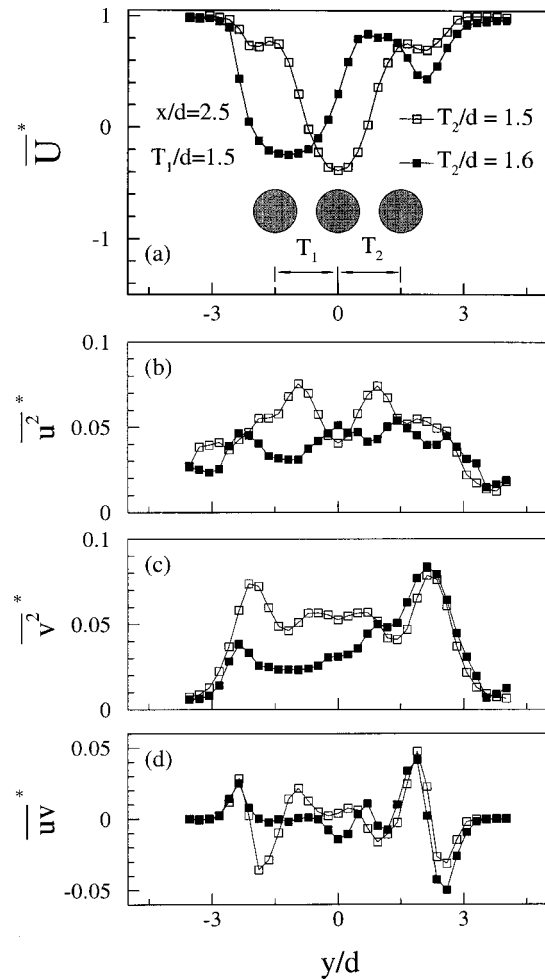 1
0
-1
U̅*
x/d=2.5
T₁/d=1.5
T₂/d = 1.5
T₂/d = 1.6
(a)
T₁
T₂
-3
0
3
0.1
0.05
0
u²*
(b)
0.1
0.05
0
v²*
(c)
0.05
0
-0.05
uv*
(d)
-3
0
3
y/d